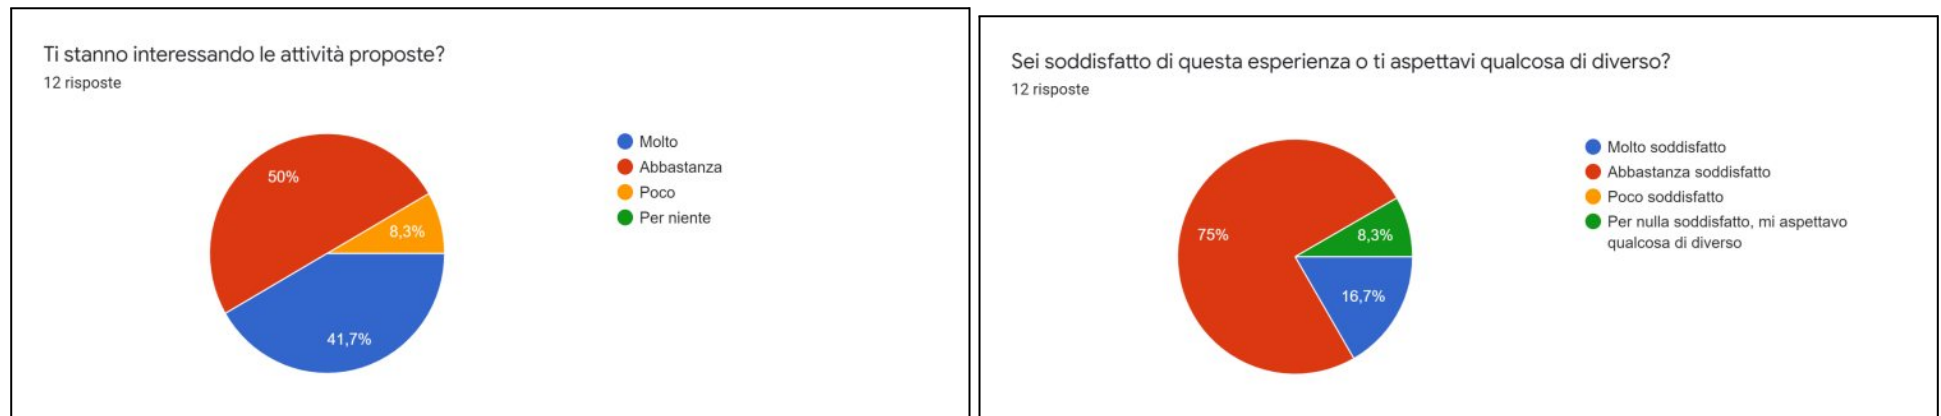 Ti stanno interessando le attività proposte?
12 risposte
Molto
Abbastanza
Poco
Per niente
50%
8,3%
41,7%
Sei soddisfatto di questa esperienza o ti aspettavi qualcosa di diverso?
12 risposte
Molto soddisfatto
Abbastanza soddisfatto
Poco soddisfatto
Per nulla soddisfatto, mi aspettavo
qualcosa di diverso
75%
8,3%
16,7%